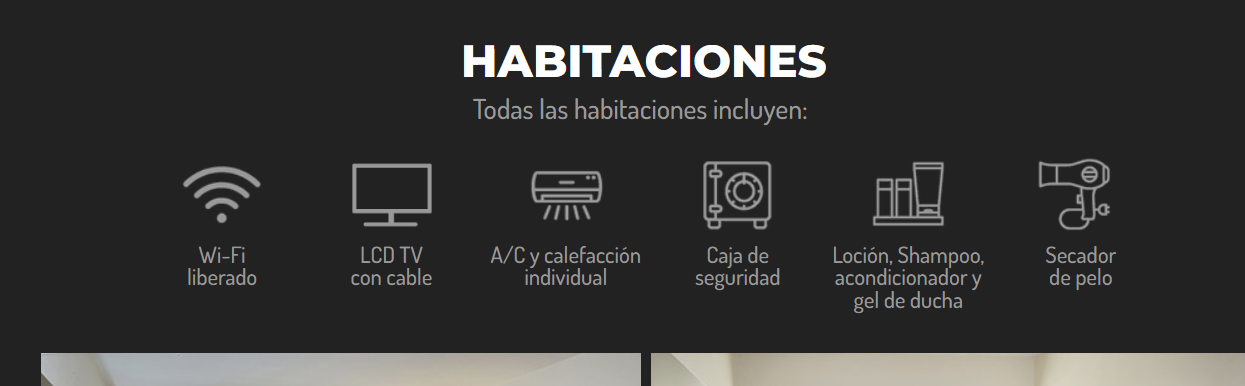 HABITACIONES
Todas las habitaciones incluyen:
Wi-Fi
liberado
LCD TV
con cable
A/C y calefacción
individual
Caja de
seguridad
Loción, Shampoo,
acondicionador y
gel de ducha
Secador
de pelo